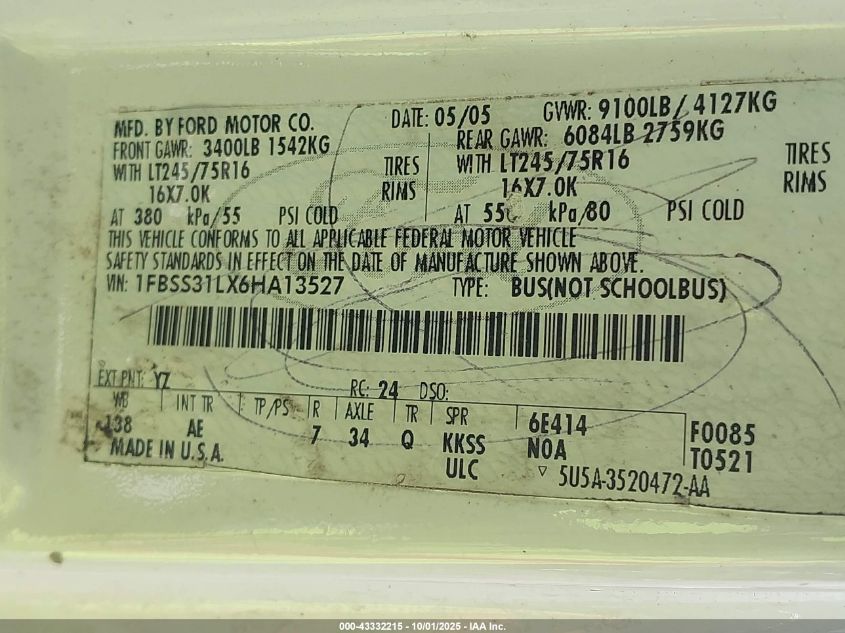 MFD. BY FORD MOTOR CO. DATE: 05/05 GVWR: 9100LB / 4127KG
FRONT GAWR: 3400LB 1542KG REAR GAWR: 6084LB 2759KG
WITH LT245/75R16 TIRES WITH LT245/75R16 TIRES
16X7.0K RIMS 16X7.0K RIMS
AT 380 kPa/55 PSI COLD AT 55 kPa/80 PSI COLD
THIS VEHICLE CONFORMS TO ALL APPLICABLE FEDERAL MOTOR VEHICLE
SAFETY STANDARDS IN EFFECT ON THE DATE OF MANUFACTURE SHOWN ABOVE.
VIN: 1FBSS31LX6HA13527 TYPE: BUS(NOT SCHOOLBUS)
EXT PNT: YZ RC: 24 DSO:
WB INT TR TP/PS R AXLE TR SPR 6E414 F0085
138 AE 7 34 Q KKSS N0A T0521
MADE IN U.S.A. ULC ▽ 5U5A-3520472-AA
000-43332215 - 10/01/2025 - IAA Inc.